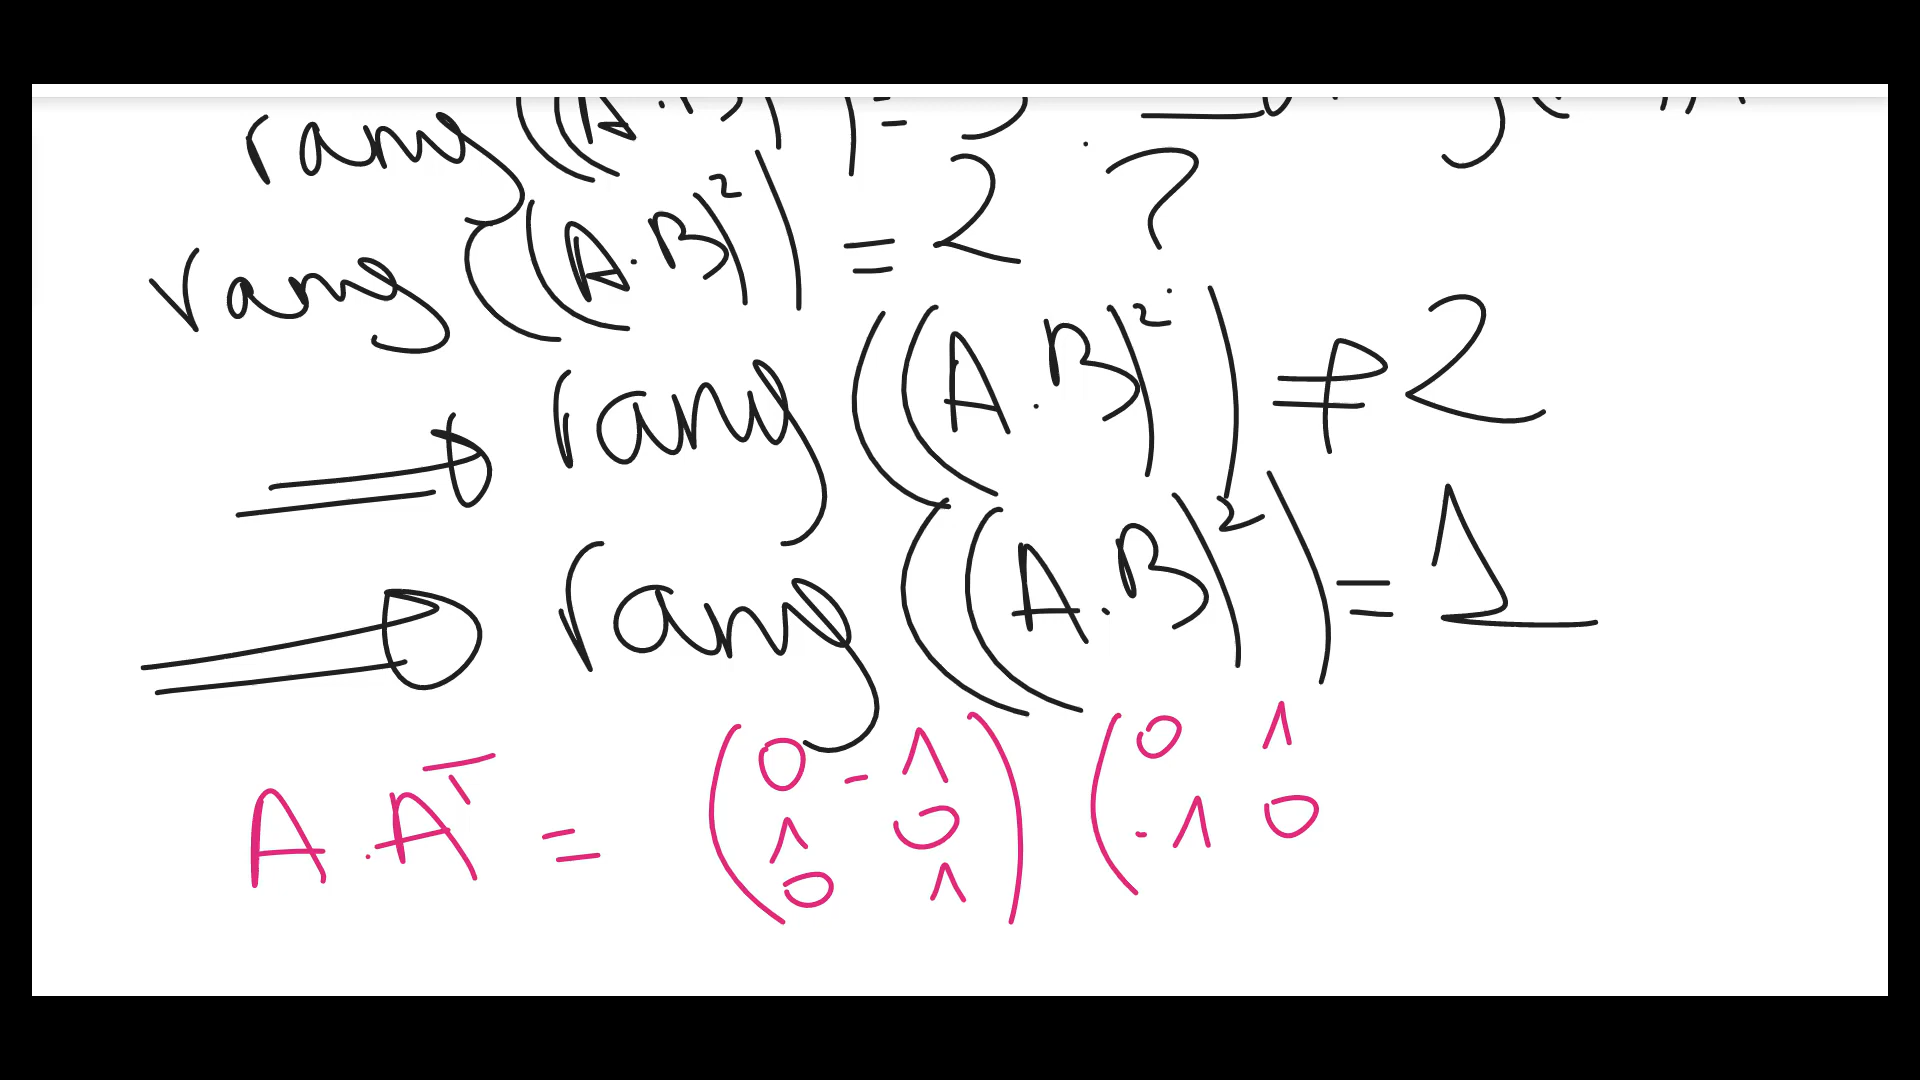 rang((A.B)
rang((A.B)²) = 2 ?
⟹ rang((A.B)²) ≠ 2
⟹ rang((A.B)²) = 1
0 -1 0 1
A.Aᵀ = ( 1 0 ) ( -1 0
0 1